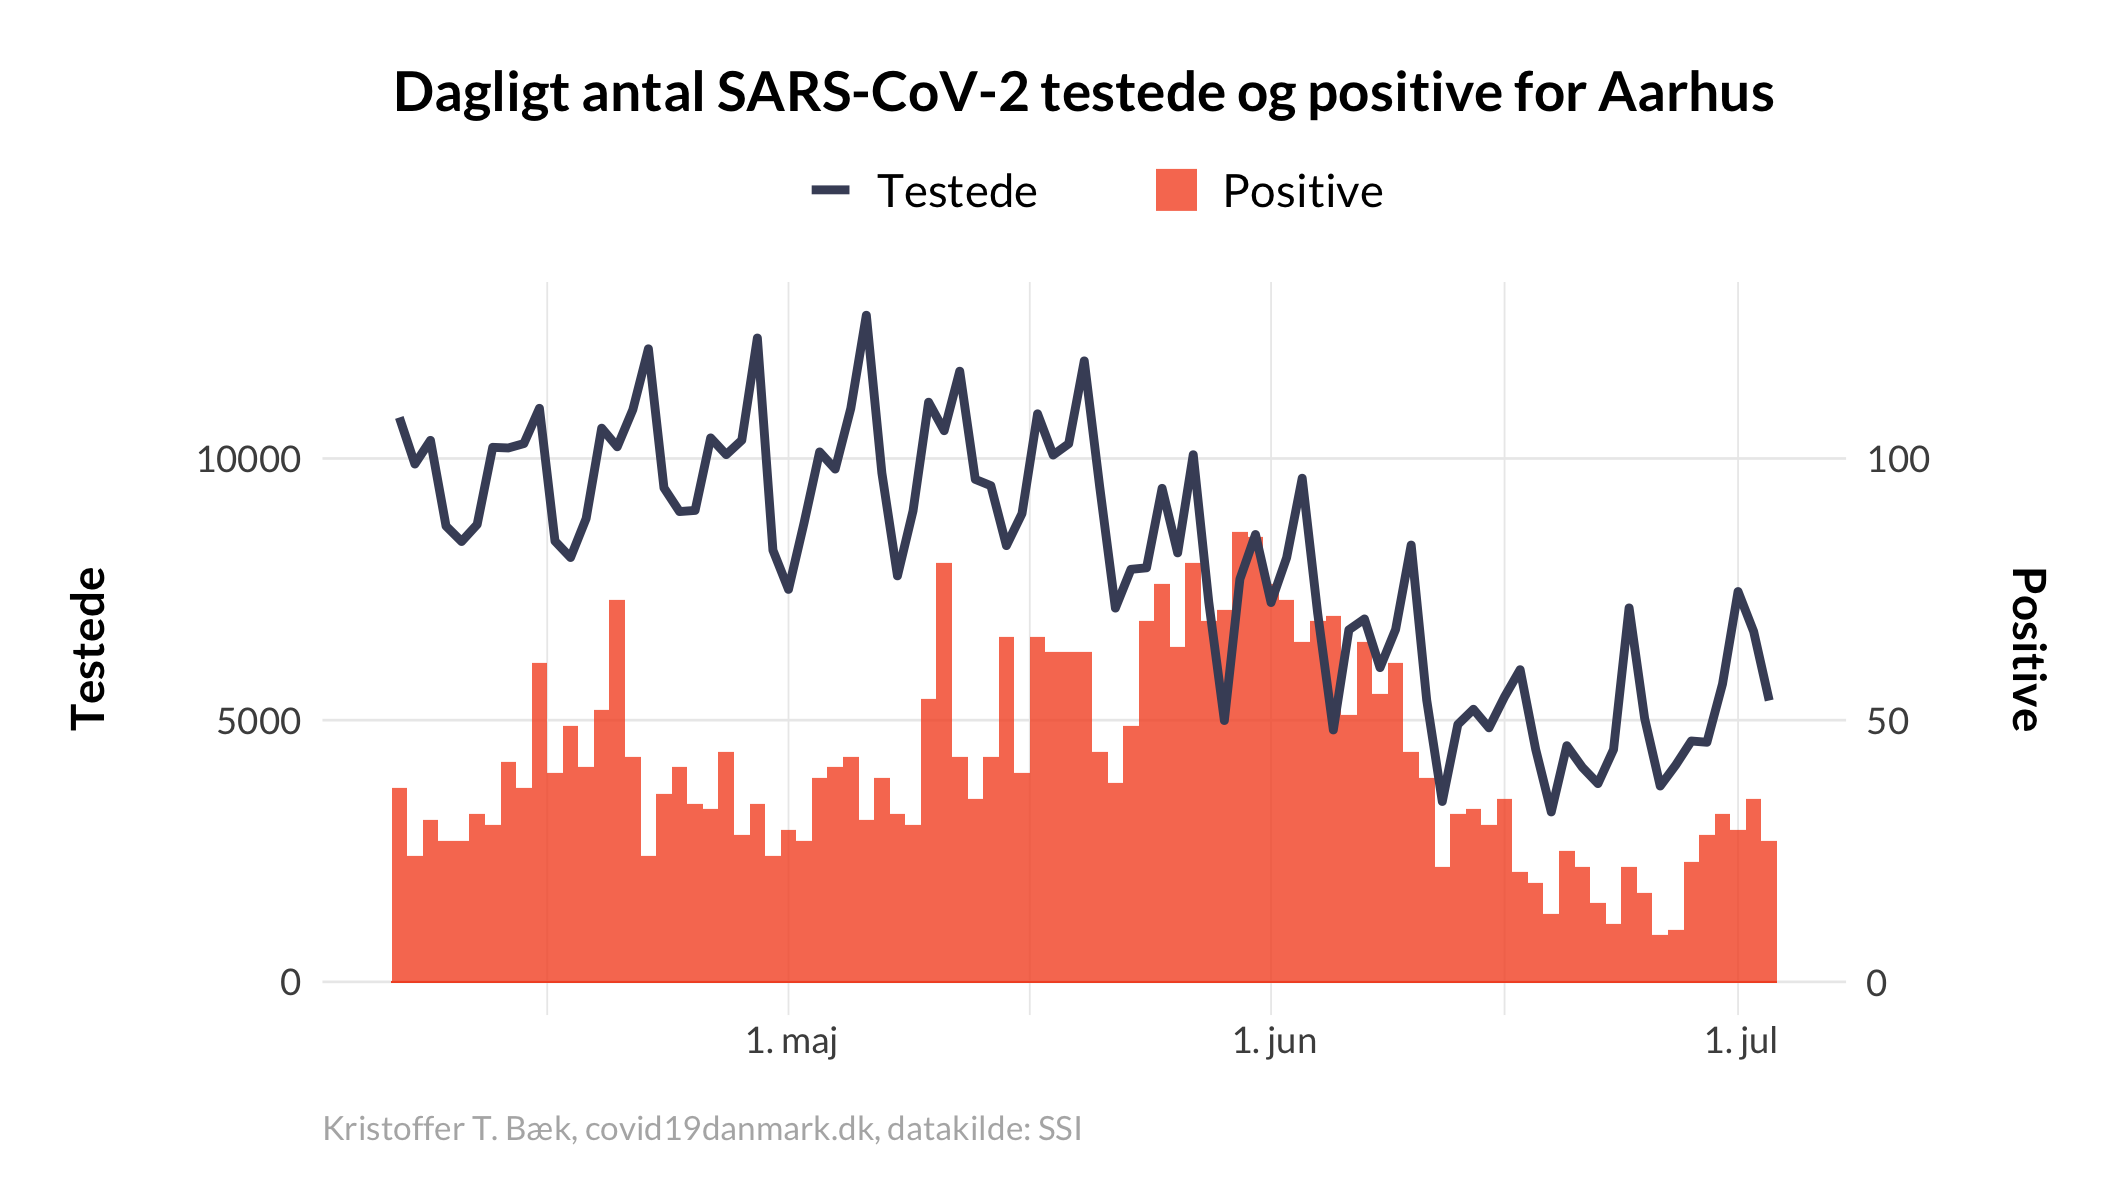 Dagligt antal SARS-CoV-2 testede og positive for Aarhus
Testede
Positive
Testede
10000
5000
0
100
50
0
Positive
1. maj
1. jun
1. jul
Kristoffer T. Bæk, covid19danmark.dk, datakilde: SSI